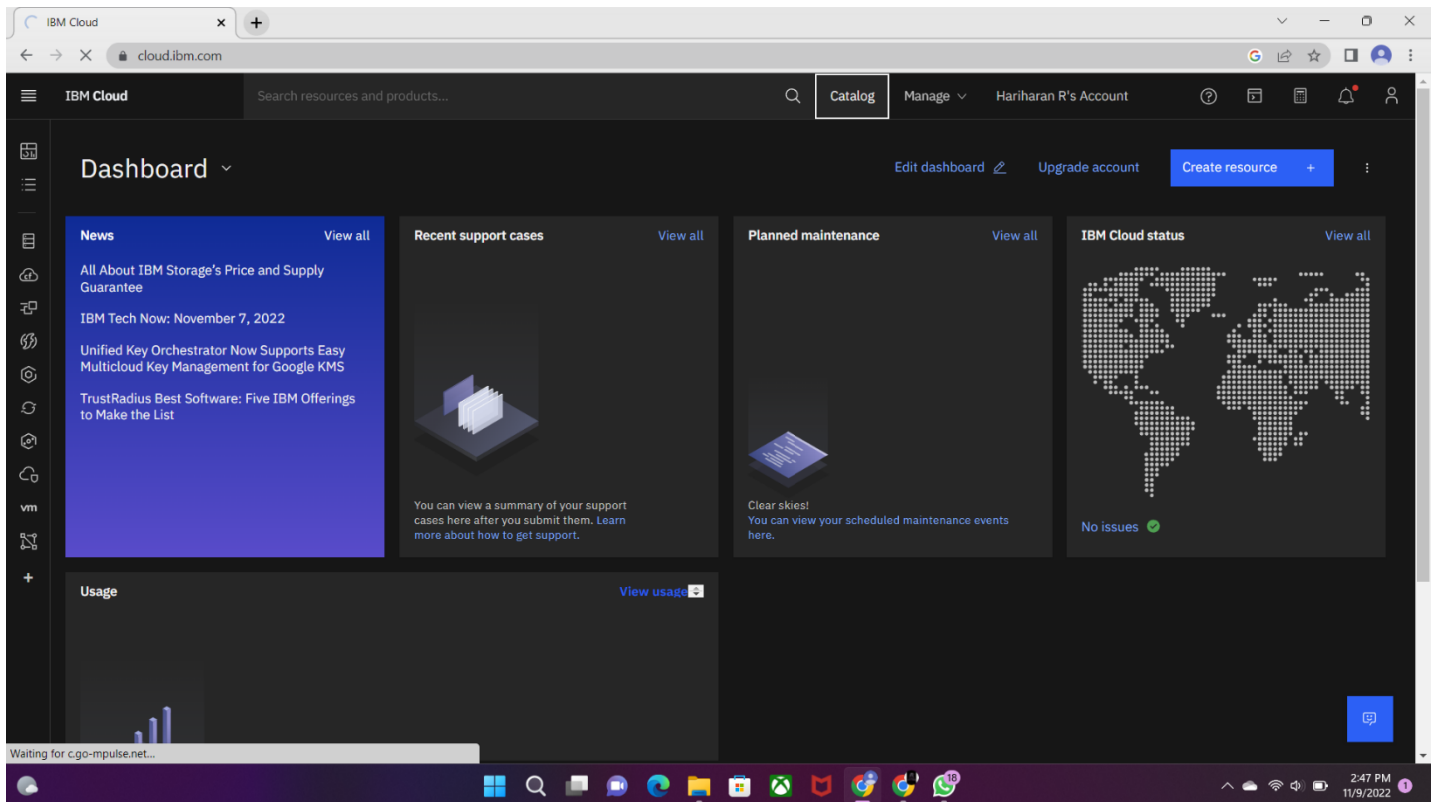 IBM Cloud
cloud.ibm.com
G
IBM Cloud
Search resources and products...
Catalog
Manage
Hariharan R's Account
Dashboard
Edit dashboard
Upgrade account
Create resource +
News
View all
All About IBM Storage's Price and Supply
Guarantee
IBM Tech Now: November 7, 2022
Unified Key Orchestrator Now Supports Easy
Multicloud Key Management for Google KMS
TrustRadius Best Software: Five IBM Offerings
to Make the List
Recent support cases
View all
You can view a summary of your support
cases here after you submit them. Learn
more about how to get support.
Planned maintenance
View all
Clear skies!
You can view your scheduled maintenance events
here.
IBM Cloud status
View all
No issues
cf
vm
Usage
View usage
Waiting for c.go-mpulse.net...
18
2:47 PM
11/9/2022
1